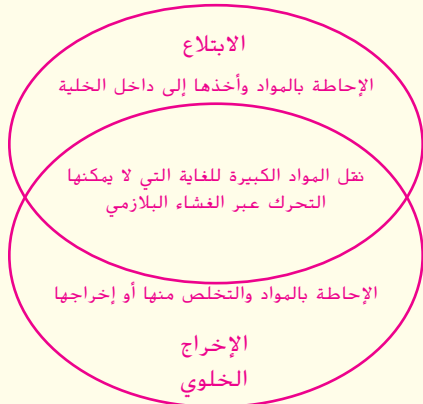 الابتلاع
الإحاطة بالمواد وأخذها إلى داخل الخلية
نقل المواد الكبيرة للغاية التي لا يمكنها
التحرك عبر الغشاء البلازمي
الإحاطة بالمواد والتخلص منها أو إخراجها
الإخراج
الخلوي